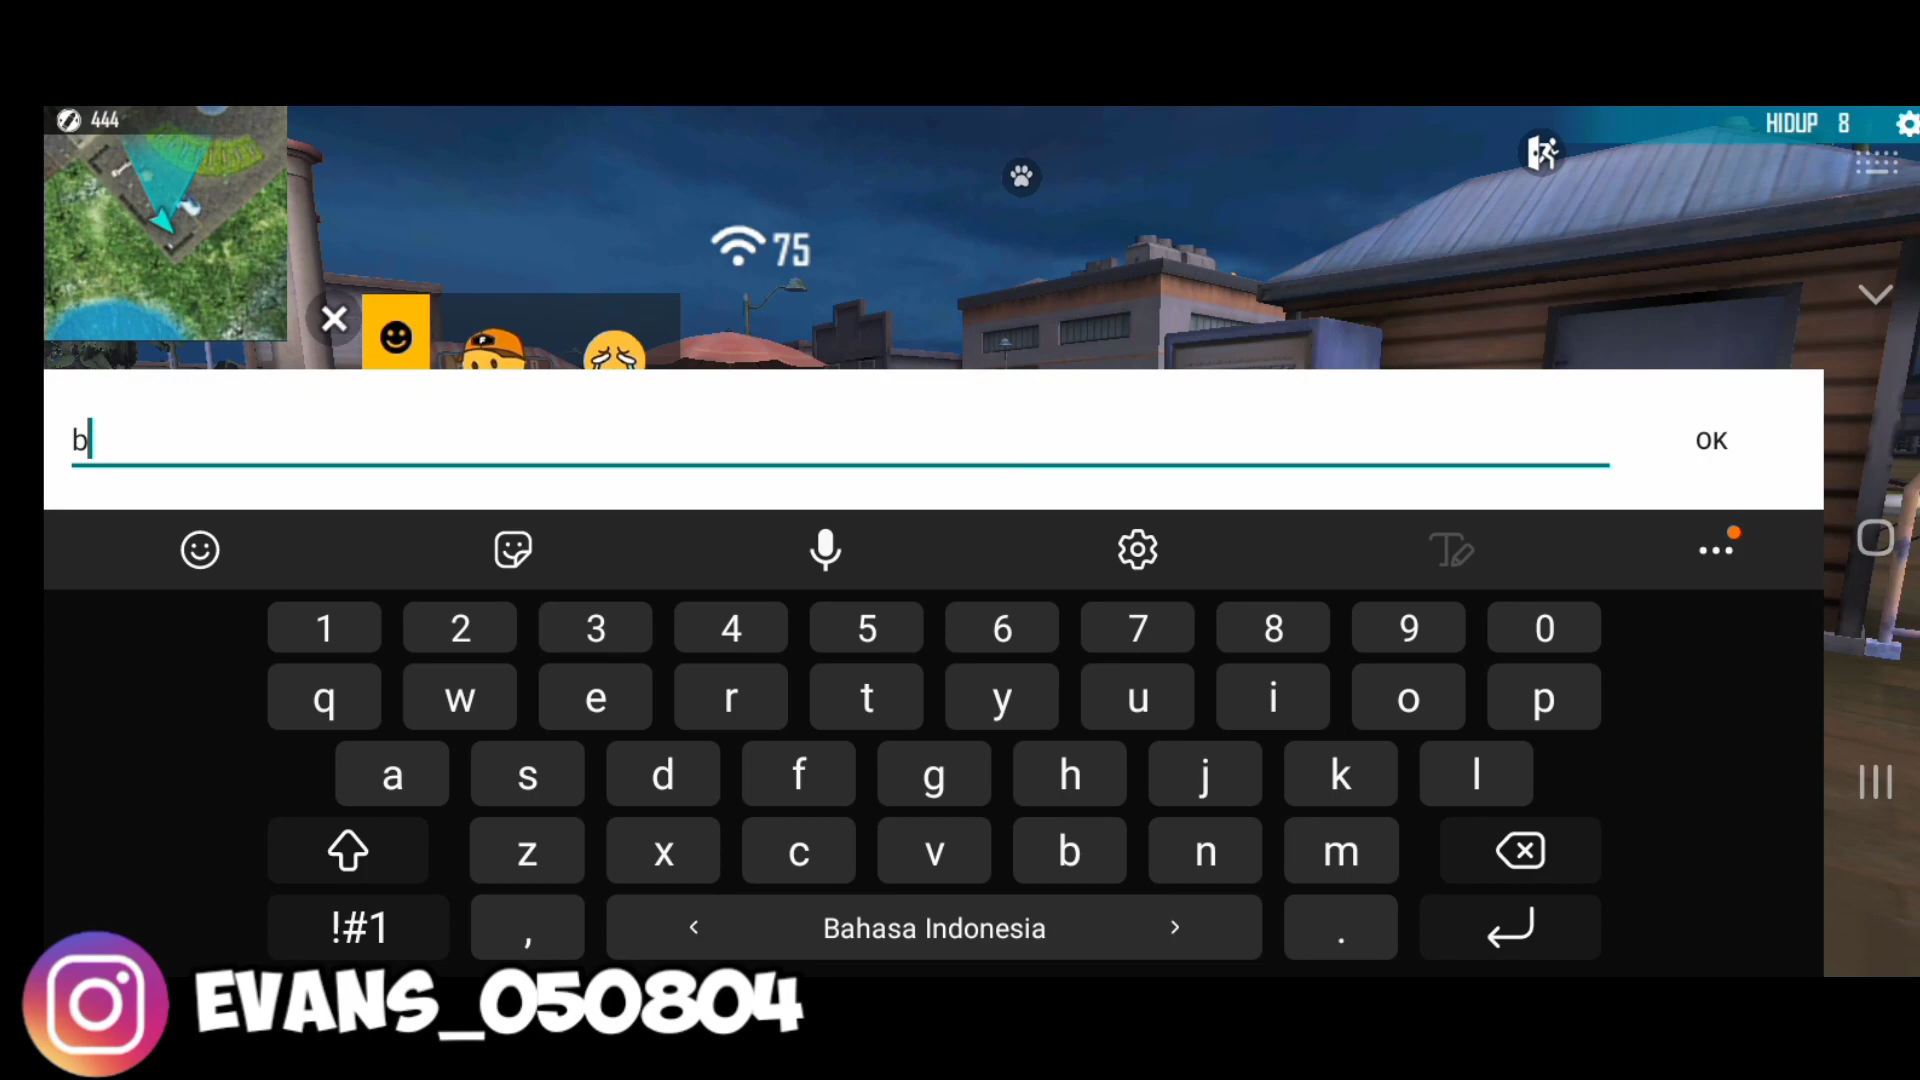 444
HIDUP 8
75
F
b
OK
1 2 3 4 5 6 7 8 9 0
q w e r t y u i o p
a s d f g h j k l
z x c v b n m
!#1 , < Bahasa Indonesia > .
EVANS_050804